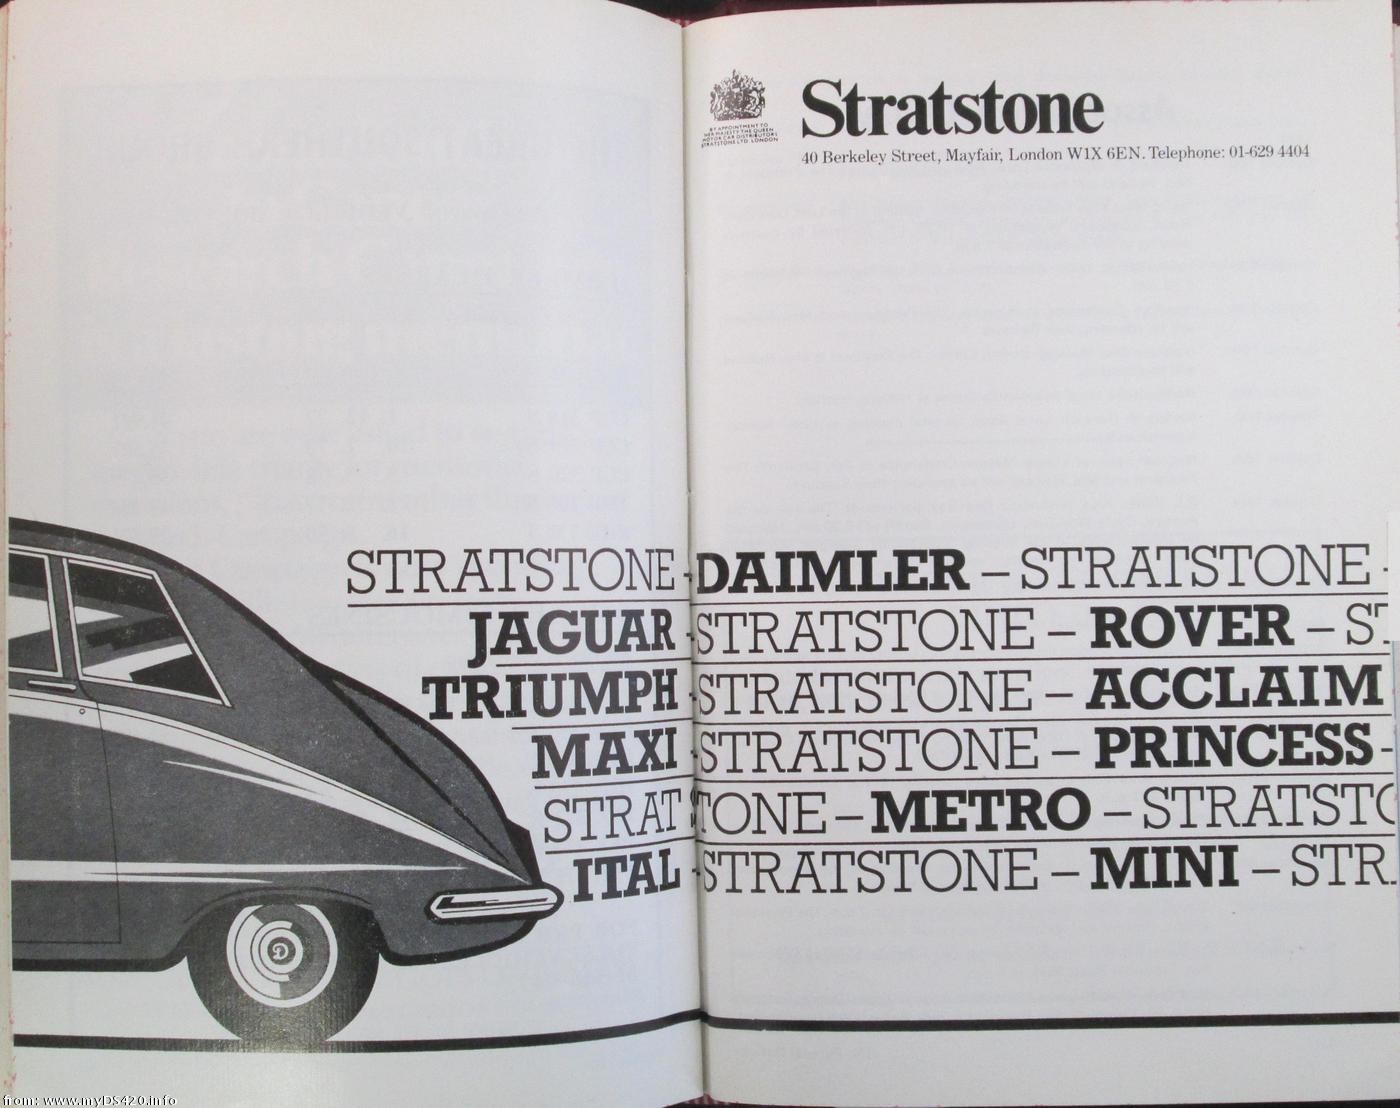 BY APPOINTMENT TO
HER MAJESTY THE QUEEN
MOTOR CAR DISTRIBUTORS
STRATSTONE LTD LONDON
Stratstone
40 Berkeley Street, Mayfair, London W1X 6EN. Telephone: 01-629 4404
STRATSTONE - DAIMLER – STRATSTONE -
JAGUAR - STRATSTONE – ROVER – ST
TRIUMPH - STRATSTONE – ACCLAIM
MAXI - STRATSTONE – PRINCESS -
STRATSTONE – METRO – STRATSTO
ITAL - STRATSTONE – MINI – STR
D
from: www.myDS420.info